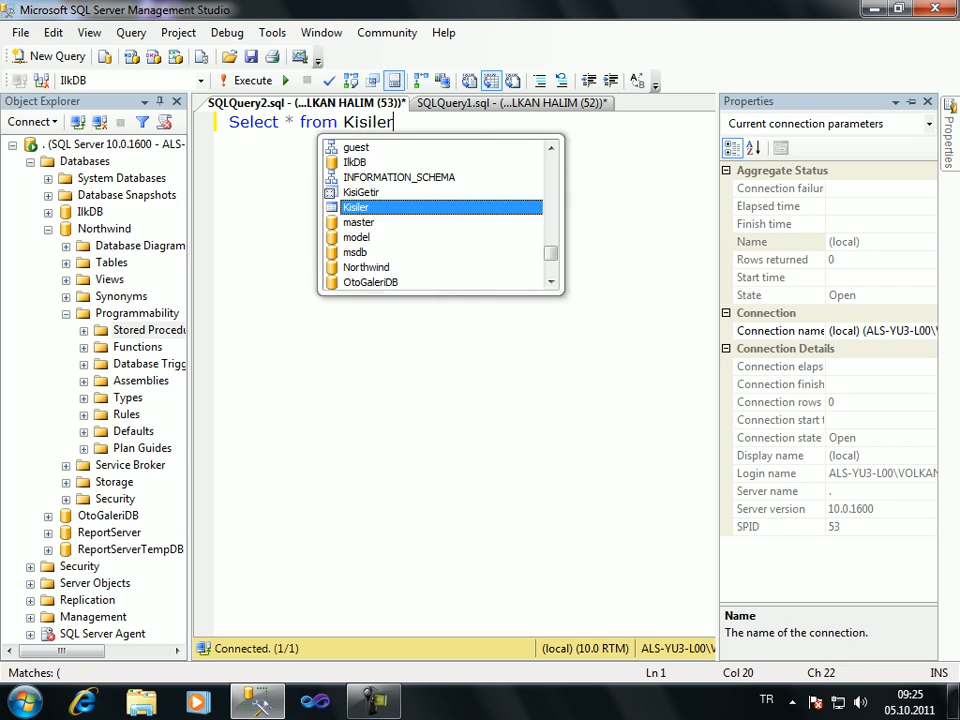 Microsoft SQL Server Management Studio
File Edit View Query Project Debug Tools Window Community Help
New Query
IlkDB Execute
Object Explorer
Connect
. (SQL Server 10.0.1600 - ALS-
Databases
System Databases
Database Snapshots
IlkDB
Northwind
Database Diagram
Tables
Views
Synonyms
Programmability
Stored Procedu
Functions
Database Trigg
Assemblies
Types
Rules
Defaults
Plan Guides
Service Broker
Storage
Security
OtoGaleriDB
ReportServer
ReportServerTempDB
Security
Server Objects
Replication
Management
SQL Server Agent
SQLQuery2.sql - (...LKAN HALIM (53))* SQLQuery1.sql - (...LKAN HALIM (52))*
Select * from Kisiler
guest
IlkDB
INFORMATION_SCHEMA
KisiGetir
Kisiler
master
model
msdb
Northwind
OtoGaleriDB
Connected. (1/1) (local) (10.0 RTM) ALS-YU3-L00\V
Properties
Current connection parameters
Aggregate Status
Connection failur
Elapsed time
Finish time
Name (local)
Rows returned 0
Start time
State Open
Connection
Connection name (local) (ALS-YU3-L00\V
Connection Details
Connection elaps
Connection finish
Connection rows 0
Connection start t
Connection state Open
Display name (local)
Login name ALS-YU3-L00\VOLKAN
Server name .
Server version 10.0.1600
SPID 53
Name
The name of the connection.
Properties
Matches: ( Ln 1 Col 20 Ch 22 INS
TR 09:25
05.10.2011